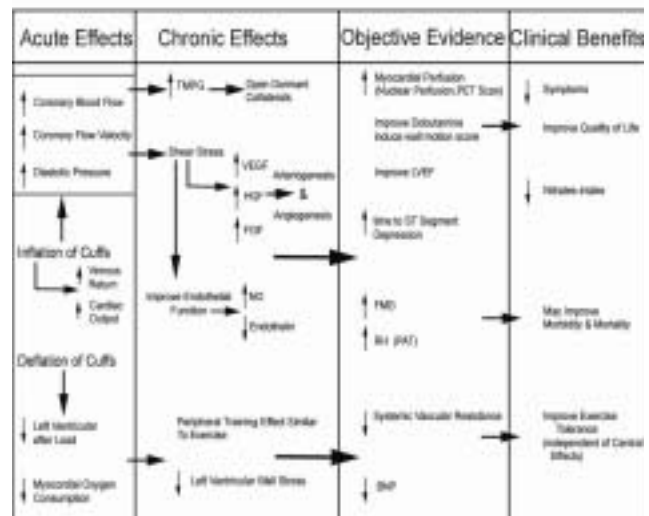 Acute Effects
Chronic Effects
Objective Evidence
Clinical Benefits
Coronary Blood Flow
Coronary Flow Velocity
Diastolic Pressure
Inflation of Cuffs
Venous
Return
Cardiac
Output
Deflation of Cuffs
Left Ventricular
after Load
Myocardial Oxygen
Consumption
TMPG
Open Dormant
Collaterals
Shear Stress
VEGF
HGF
FGF
Arteriogenesis
&
Angiogenesis
Improve Endothelial
Function
NO
Endothelin
Peripheral Training Effect Similar
To Exercise
Left Ventricular Wall Stress
Myocardial Perfusion
(Nuclear Perfusion, PET Scan)
Improve Dobutamine
induce wall motion score
Improve LVEF
time to ST Segment
Depression
FMD
RH (PAT)
Systemic Vascular Resistance
BNP
Symptoms
Improve Quality of Life
Nitrates intake
May Improve
Morbidity & Mortality
Improve Exercise
Tolerance
(Independent of Central
Effects)